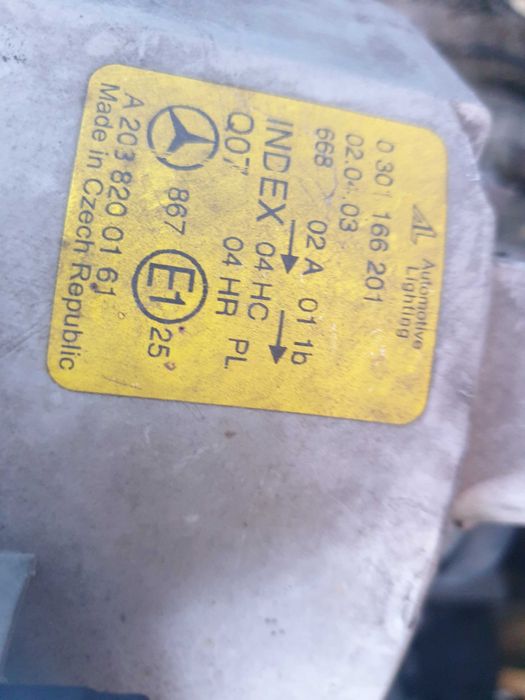 AL Automotive
Lighting
0 301 166 201
02.04.03
668 02 A 01 1b
INDEX → 04 HC →
Q07 04 HR PL
867 E1 25
A 203 820 01 61
Made in Czech Republic